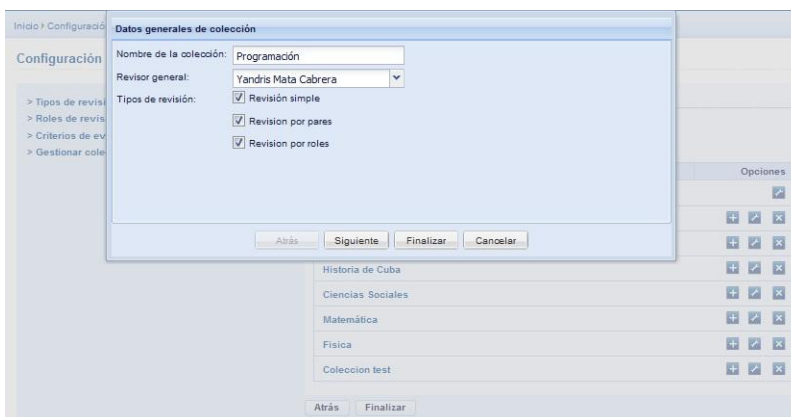 Inicio › Configuració
Configuración
> Tipos de revisi
> Roles de revis
> Criterios de ev
> Gestionar cole
Datos generales de colección
Nombre de la colección: Programación
Revisor general: Yandris Mata Cabrera
Tipos de revisión: Revisión simple
Revision por pares
Revision por roles
Atrás Siguiente Finalizar Cancelar
Opciones
Historia de Cuba
Ciencias Sociales
Matemática
Fisica
Coleccion test
Atrás Finalizar